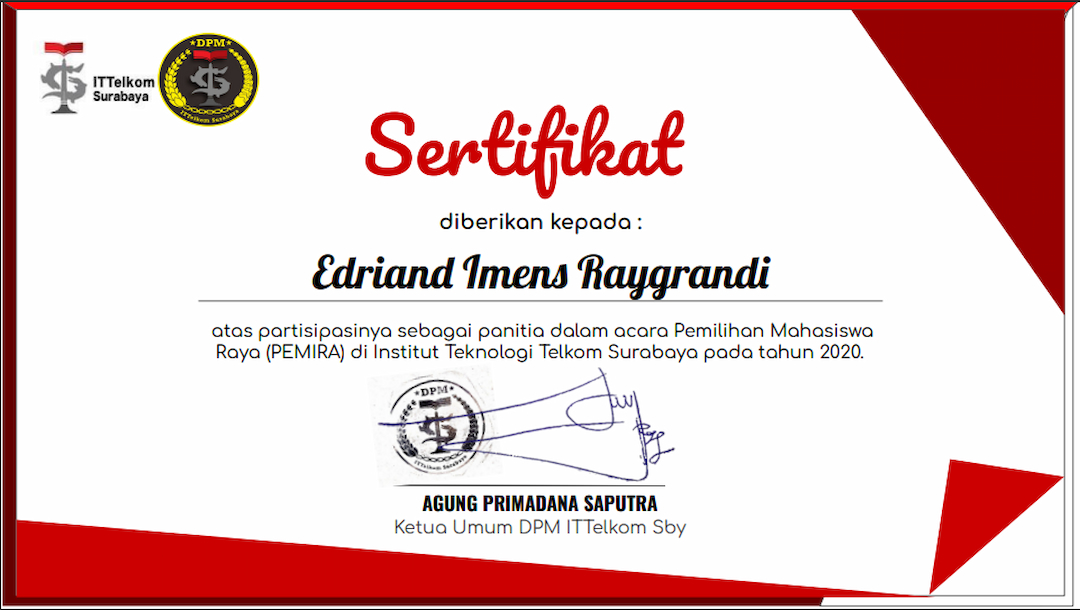 ITTelkom
Surabaya
★DPM★
ITTelkom Surabaya
Sertifikat
diberikan kepada :
Edriand Imens Raygrandi
atas partisipasinya sebagai panitia dalam acara Pemilihan Mahasiswa
Raya (PEMIRA) di Institut Teknologi Telkom Surabaya pada tahun 2020.
★DPM★
ITTelkom Surabaya
AGUNG PRIMADANA SAPUTRA
Ketua Umum DPM ITTelkom Sby